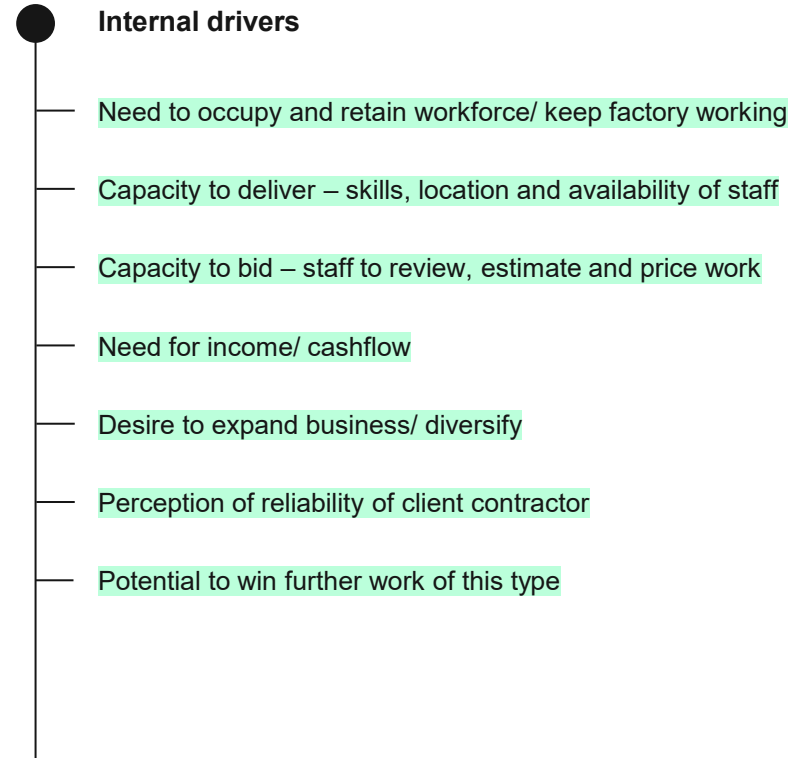 Internal drivers
Need to occupy and retain workforce/ keep factory working
Capacity to deliver – skills, location and availability of staff
Capacity to bid – staff to review, estimate and price work
Need for income/ cashflow
Desire to expand business/ diversify
Perception of reliability of client contractor
Potential to win further work of this type